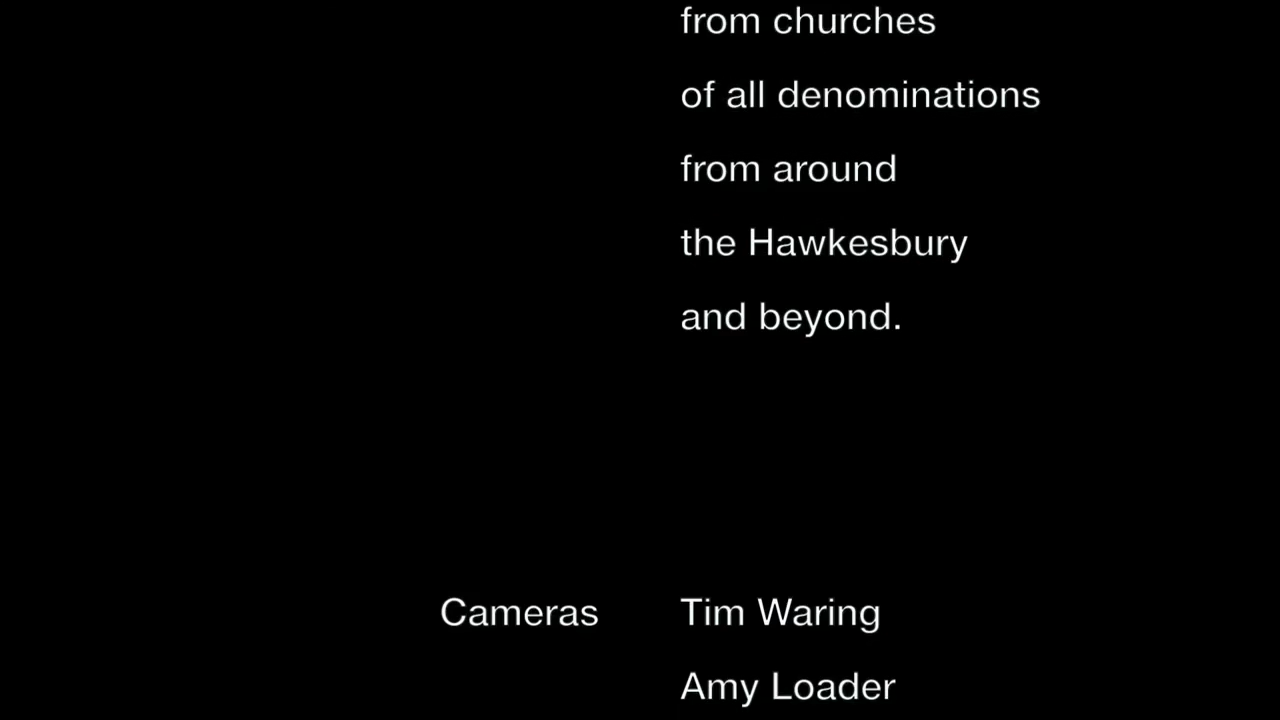 from churches
of all denominations
from around
the Hawkesbury
and beyond.
Cameras Tim Waring
Amy Loader